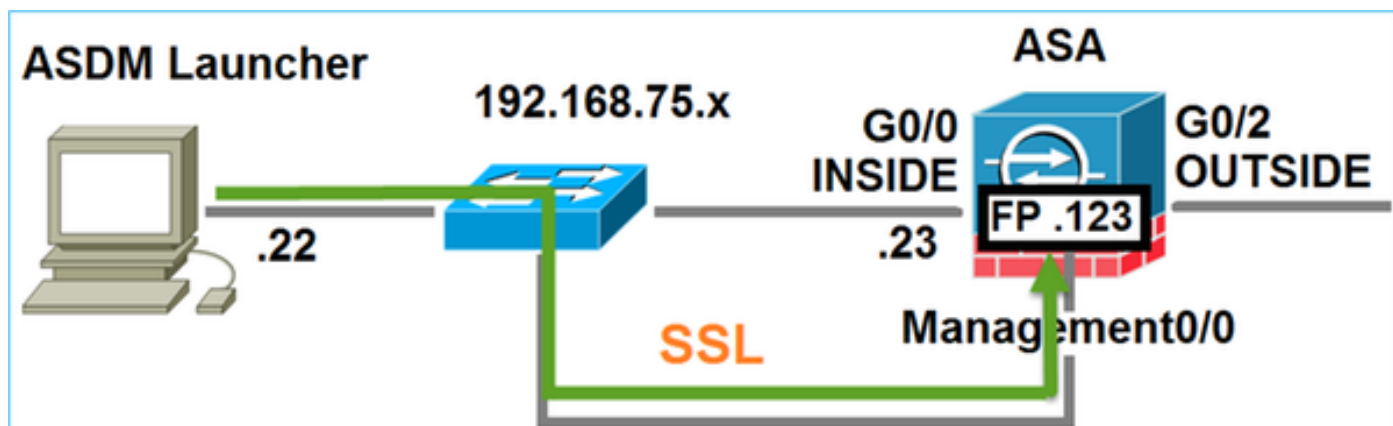 ASDM Launcher
ASA
192.168.75.x
G0/0
INSIDE
G0/2
OUTSIDE
FP .123
.22
.23
SSL
Management0/0